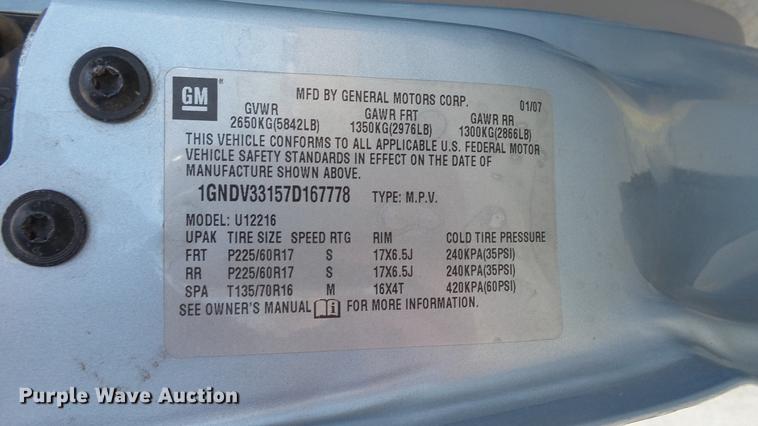 GM
MFD BY GENERAL MOTORS CORP. 01/07
GVWR GAWR FRT GAWR RR
2650KG(5842LB) 1350KG(2976LB) 1300KG(2866LB)
THIS VEHICLE CONFORMS TO ALL APPLICABLE U.S. FEDERAL MOTOR
VEHICLE SAFETY STANDARDS IN EFFECT ON THE DATE OF
MANUFACTURE SHOWN ABOVE.
1GNDV33157D167778 TYPE: M.P.V.
MODEL: U12216
UPAK TIRE SIZE SPEED RTG RIM COLD TIRE PRESSURE
FRT P225/60R17 S 17X6.5J 240KPA(35PSI)
RR P225/60R17 S 17X6.5J 240KPA(35PSI)
SPA T135/70R16 M 16X4T 420KPA(60PSI)
SEE OWNER'S MANUAL FOR MORE INFORMATION.
Purple Wave Auction